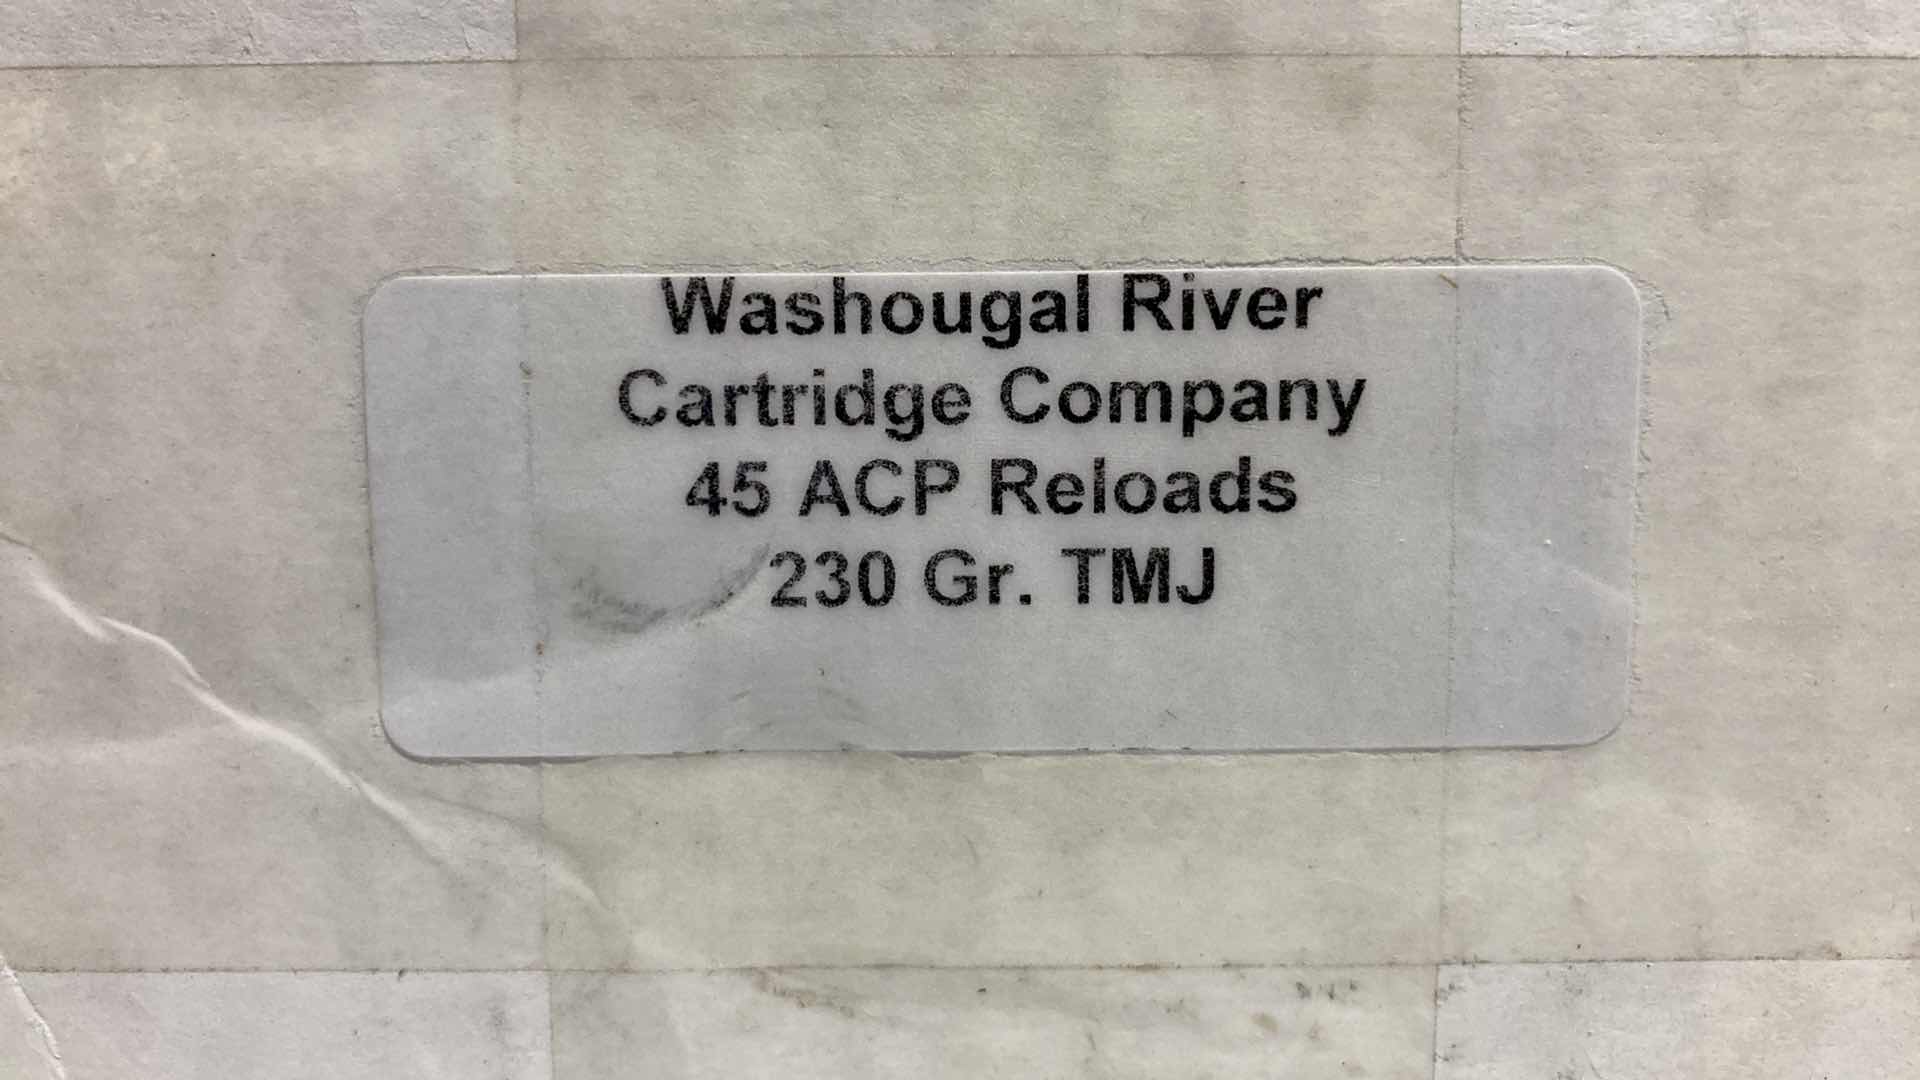 Washougal River
Cartridge Company
45 ACP Reloads
230 Gr. TMJ